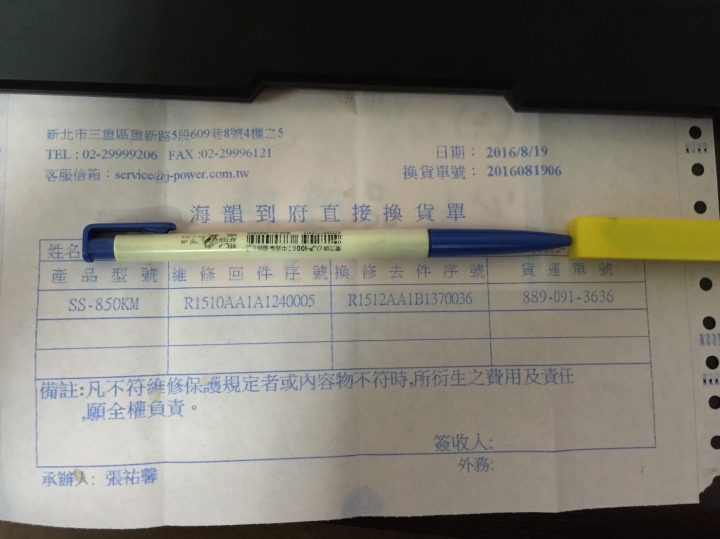 新北市三重區重新路5段609巷8號4樓之5
TEL : 02-29999206 FAX :02-29996121
客服信箱: service@j-power.com.tw
日期: 2016/8/19
換貨單號: 2016081906
海韻到府直接換貨單
姓名
產品型號 維修回件序號 換修去件序號 貨運單號
SS-850KM R1510AA1A1240005 R1512AA1B1370036 889-091-3636
備註:凡不符維修保護規定者或內容物不符時,所衍生之費用及責任
,願全權負責。
簽收人:
外務:
承辦人: 張祐馨